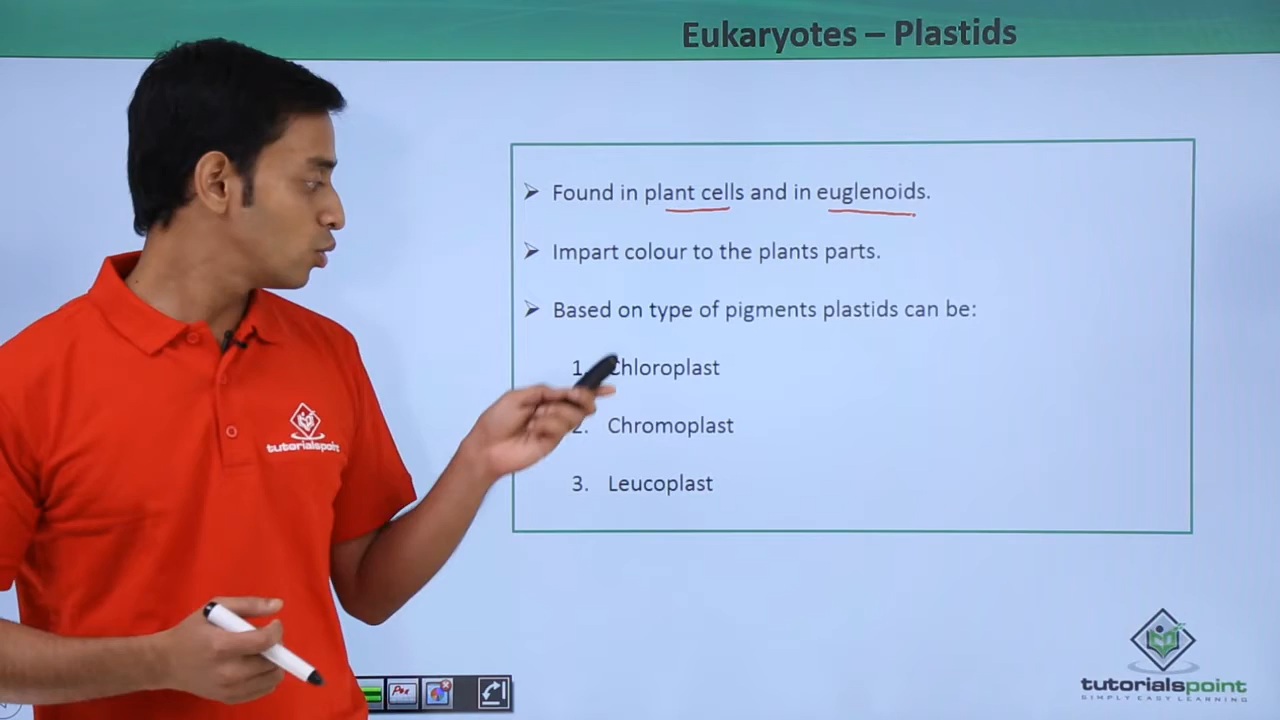 Eukaryotes – Plastids
Found in plant cells and in euglenoids.
Impart colour to the plants parts.
Based on type of pigments plastids can be:
1. Chloroplast
2. Chromoplast
3. Leucoplast
tutorialspoint
tutorialspoint
SIMPLY EASY LEARNING